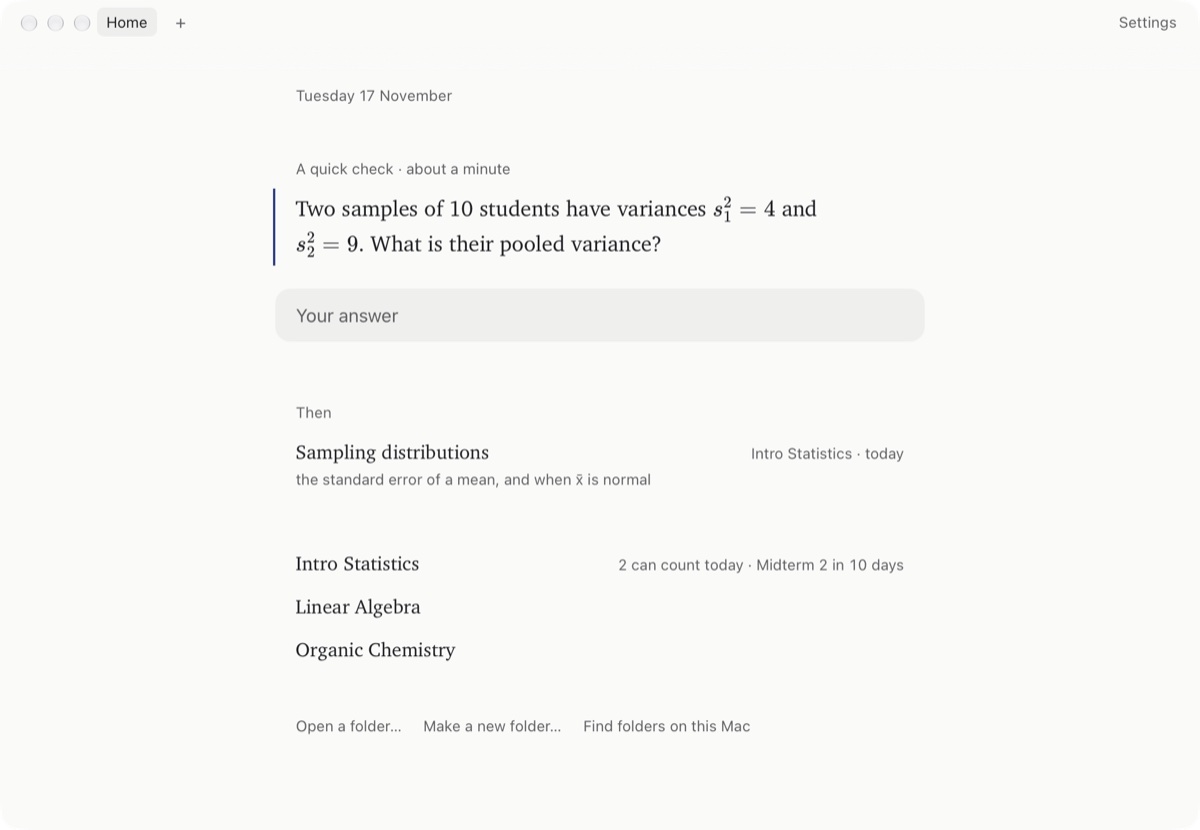 Home +
Settings
Tuesday 17 November
A quick check · about a minute
Two samples of 10 students have variances s₁² = 4 and
s₂² = 9. What is their pooled variance?
Your answer
Then
Sampling distributions
Intro Statistics · today
the standard error of a mean, and when x̄ is normal
Intro Statistics
2 can count today · Midterm 2 in 10 days
Linear Algebra
Organic Chemistry
Open a folder... Make a new folder... Find folders on this Mac